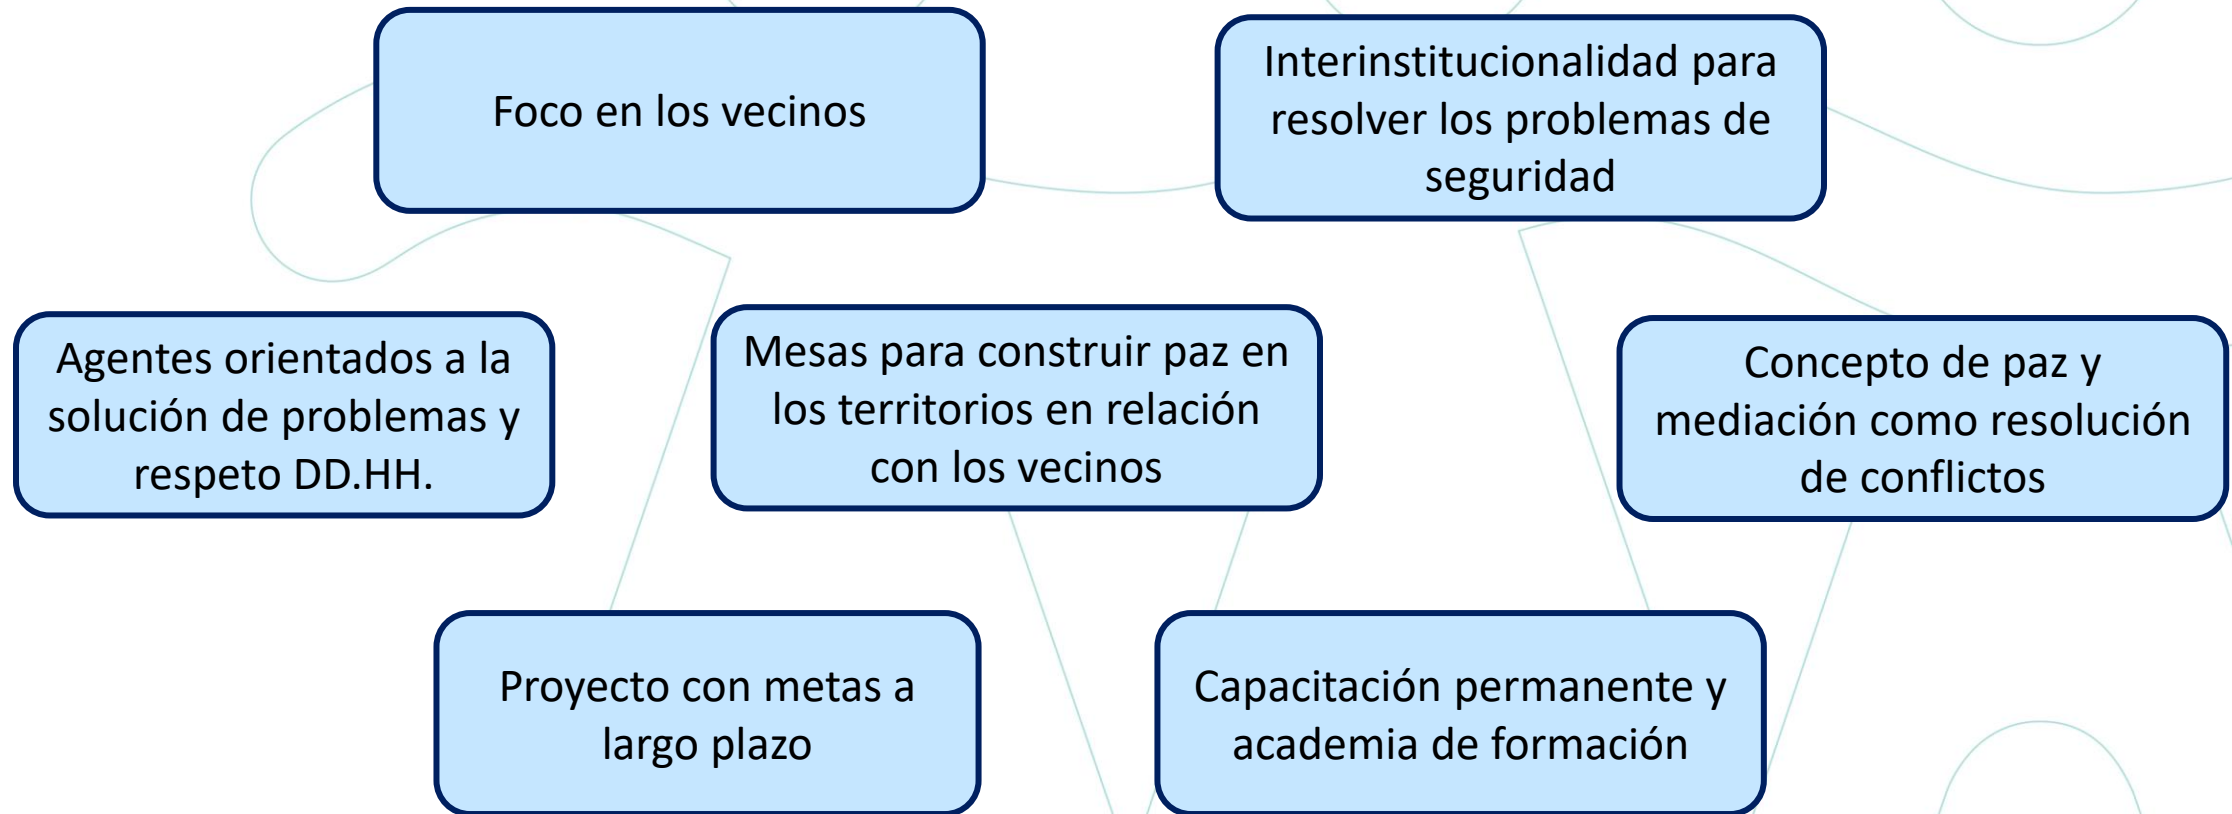 Foco en los vecinos
Interinstitucionalidad para
resolver los problemas de
seguridad
Agentes orientados a la
solución de problemas y
respeto DD.HH.
Mesas para construir paz en
los territorios en relación
con los vecinos
Concepto de paz y
mediación como resolución
de conflictos
Proyecto con metas a
largo plazo
Capacitación permanente y
academia de formación